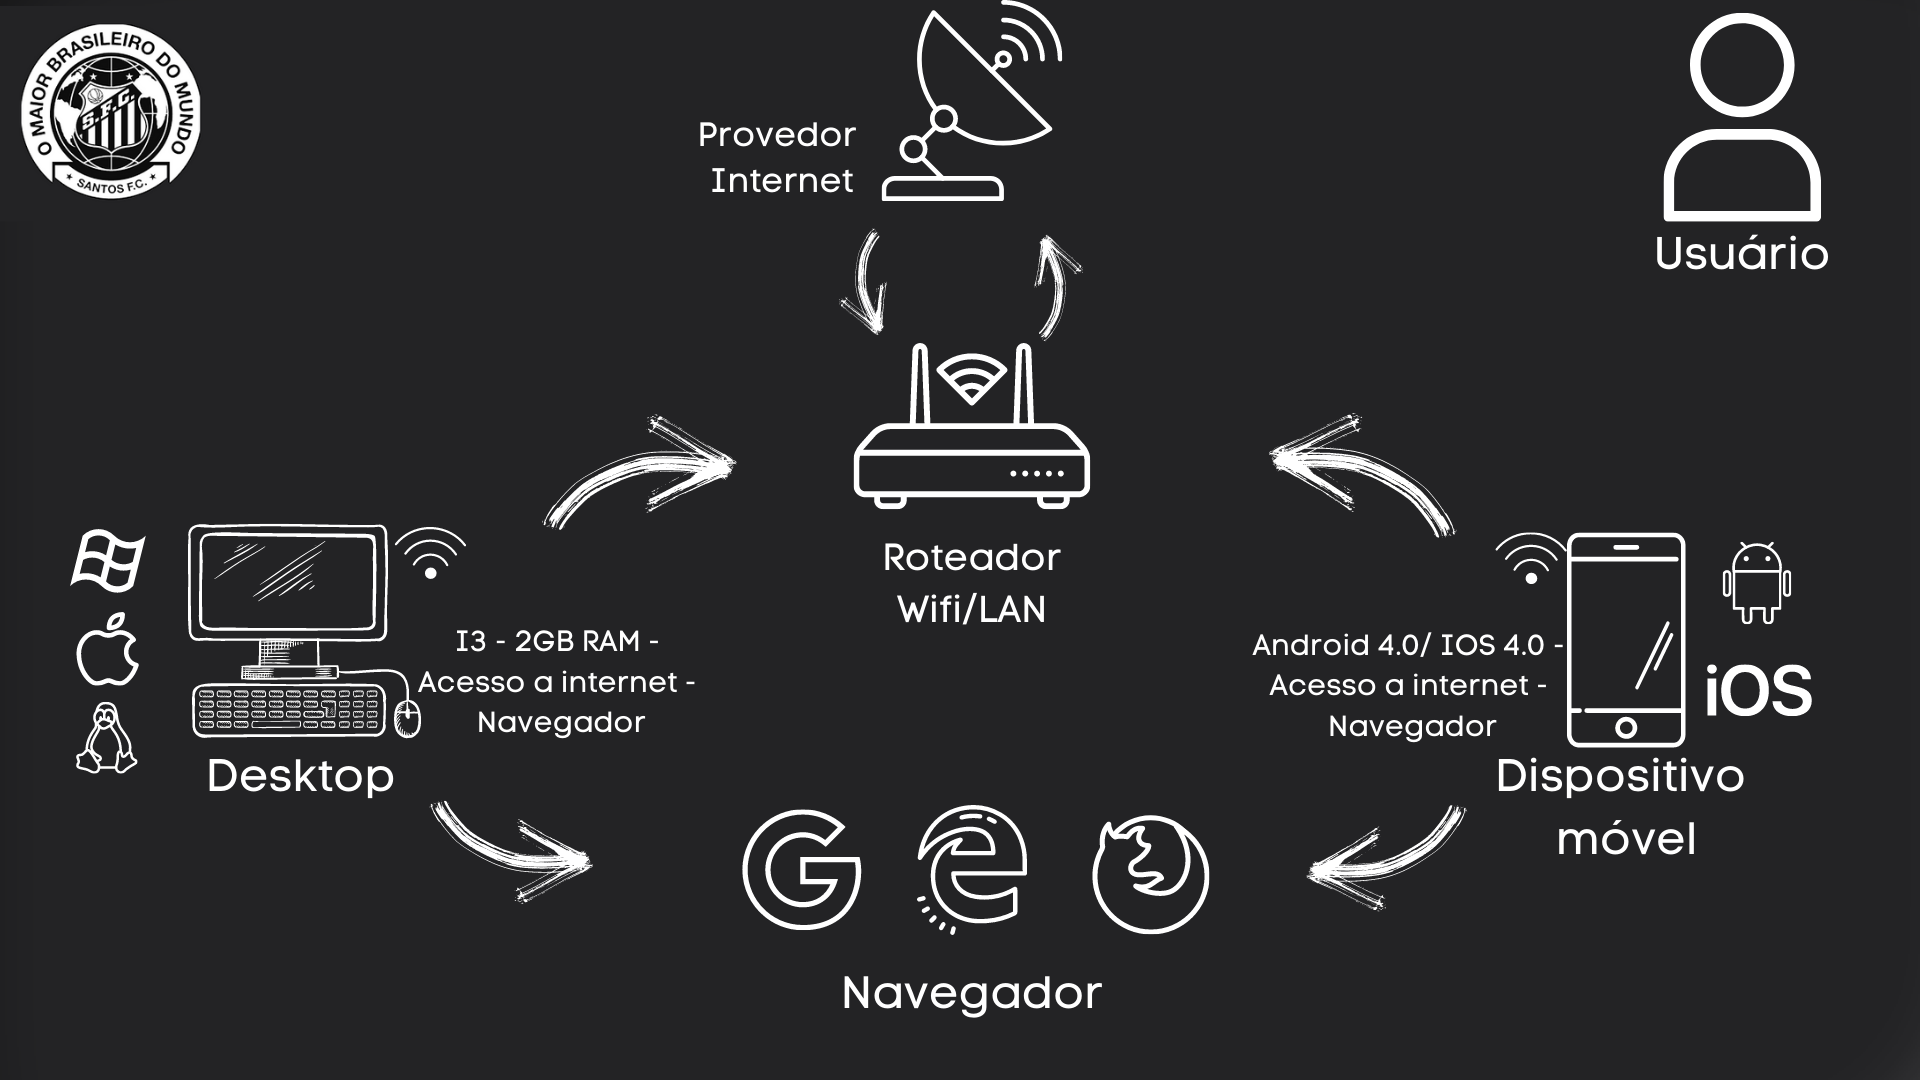 O MAIOR BRASILEIRO DO MUNDO
S.F.C.
SANTOS F.C.
Provedor
Internet
Usuário
Roteador
Wifi/LAN
I3 - 2GB RAM -
Acesso a internet -
Navegador
Desktop
Android 4.0/ IOS 4.0 -
Acesso a internet -
Navegador
iOS
Dispositivo
móvel
G
e
Navegador